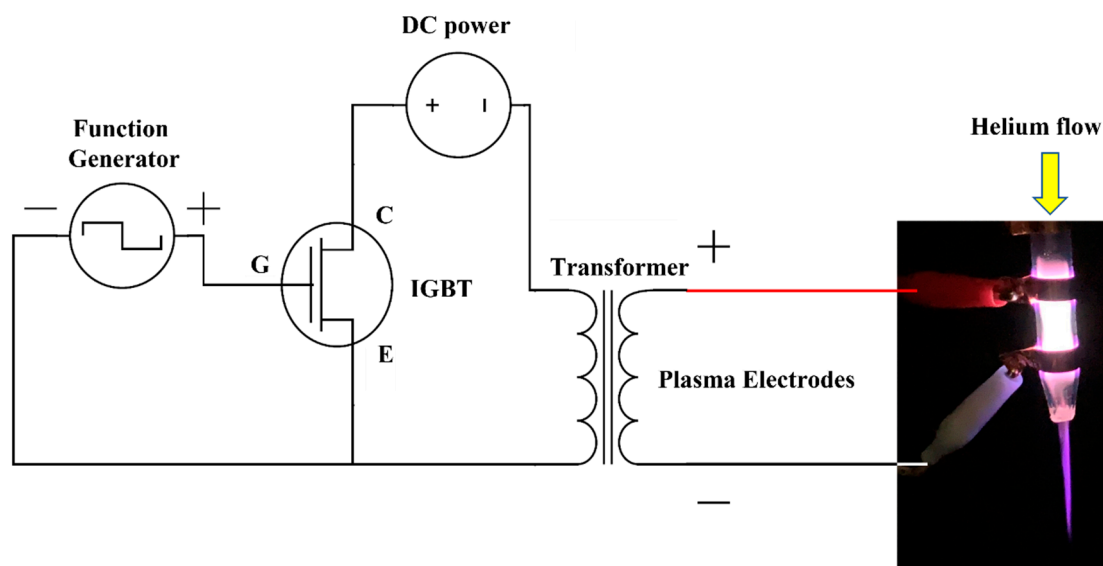 DC power
Function
Generator
Helium flow
+ −
− +
C
G
IGBT
E
Transformer
+
Plasma Electrodes
−